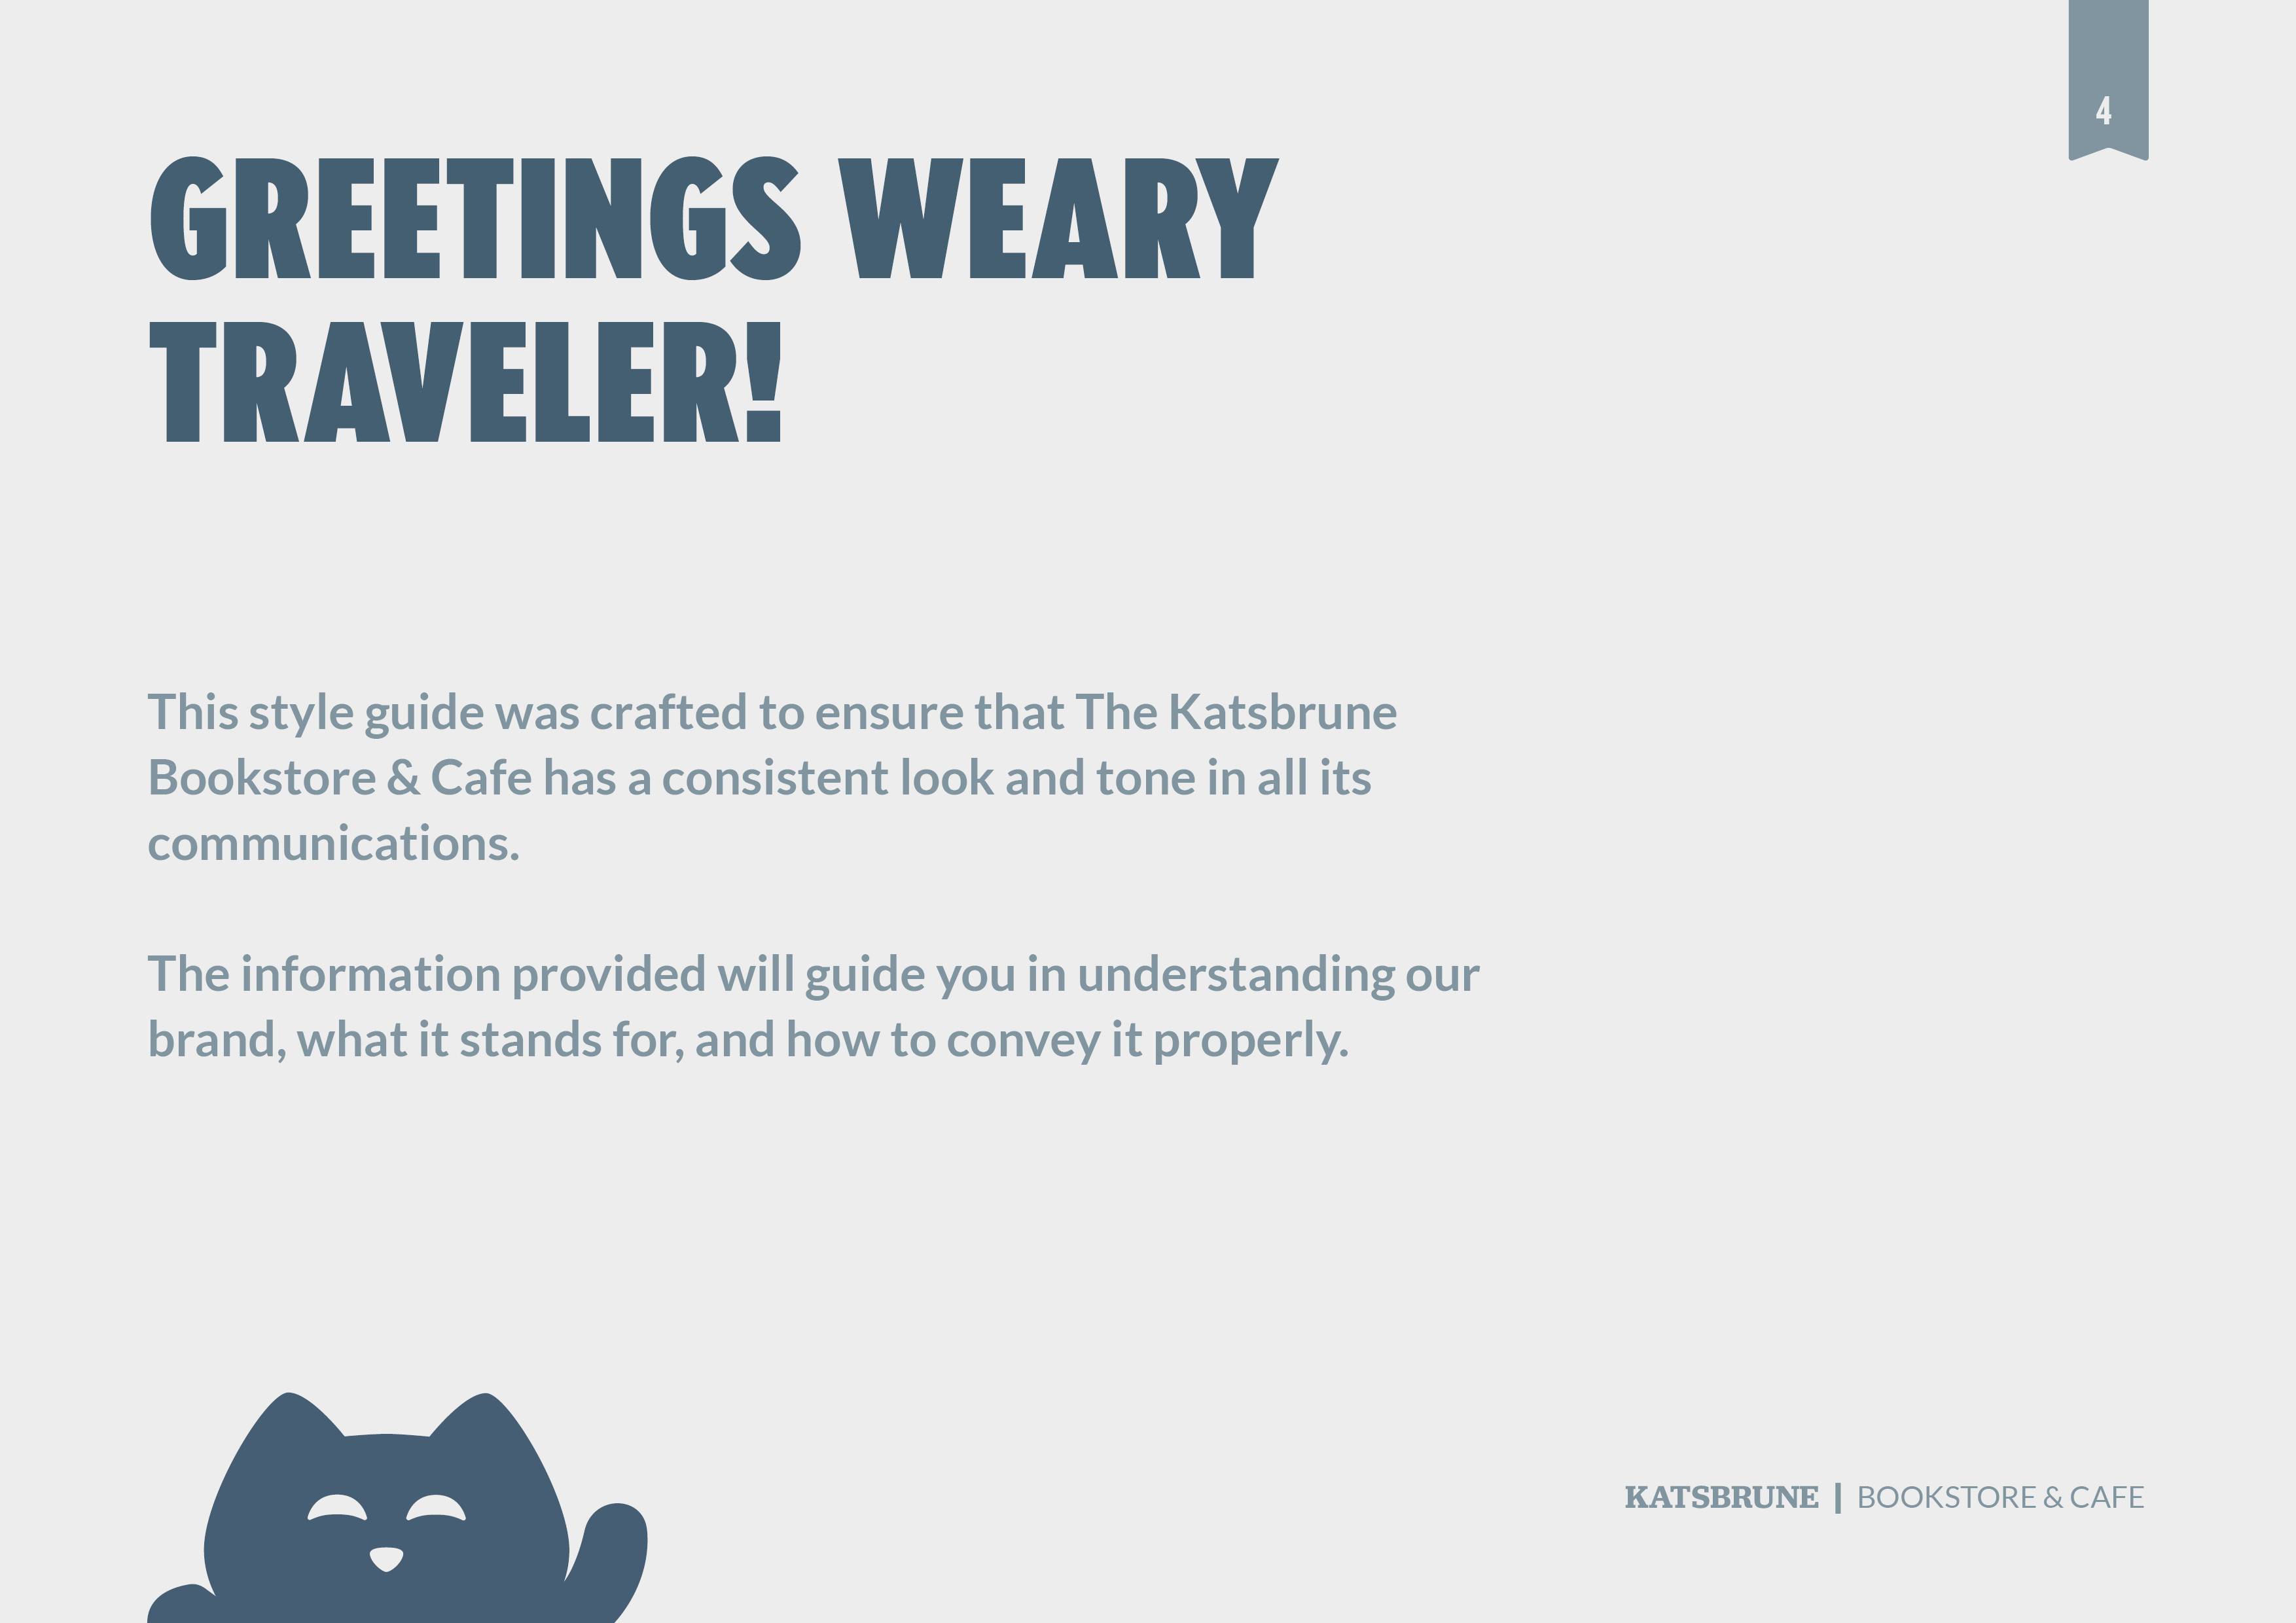 4
GREETINGS WEARY
TRAVELER!
This style guide was crafted to ensure that The Katsbrune
Bookstore & Cafe has a consistent look and tone in all its
communications.
The information provided will guide you in understanding our
brand, what it stands for, and how to convey it properly.
KATSBRUNE | BOOKSTORE & CAFE